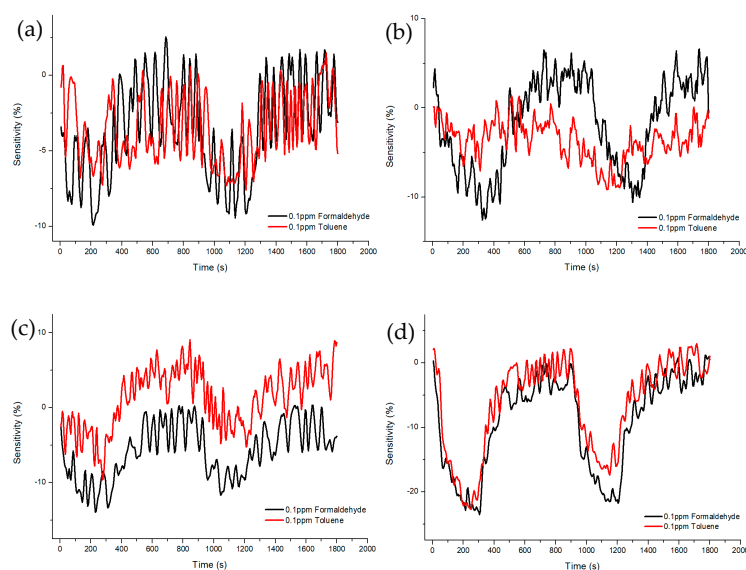 (a)
Sensitivity (%)
0
-5
-10
0 200 400 600 800 1000 1200 1400 1600 1800 2000
Time (s)
0.1ppm Formaldehyde
0.1ppm Toluene
(b)
Sensitivity (%)
10
0
-10
0 200 400 600 800 1000 1200 1400 1600 1800 2000
Time (s)
0.1ppm Formaldehyde
0.1ppm Toluene
(c)
Sensitivity (%)
10
0
-10
0 200 400 600 800 1000 1200 1400 1600 1800 2000
Time (s)
0.1ppm Formaldehyde
0.1ppm Toluene
(d)
Sensitivity (%)
0
-10
-20
0 200 400 600 800 1000 1200 1400 1600 1800 2000
Time (s)
0.1ppm Formaldehyde
0.1ppm Toluene